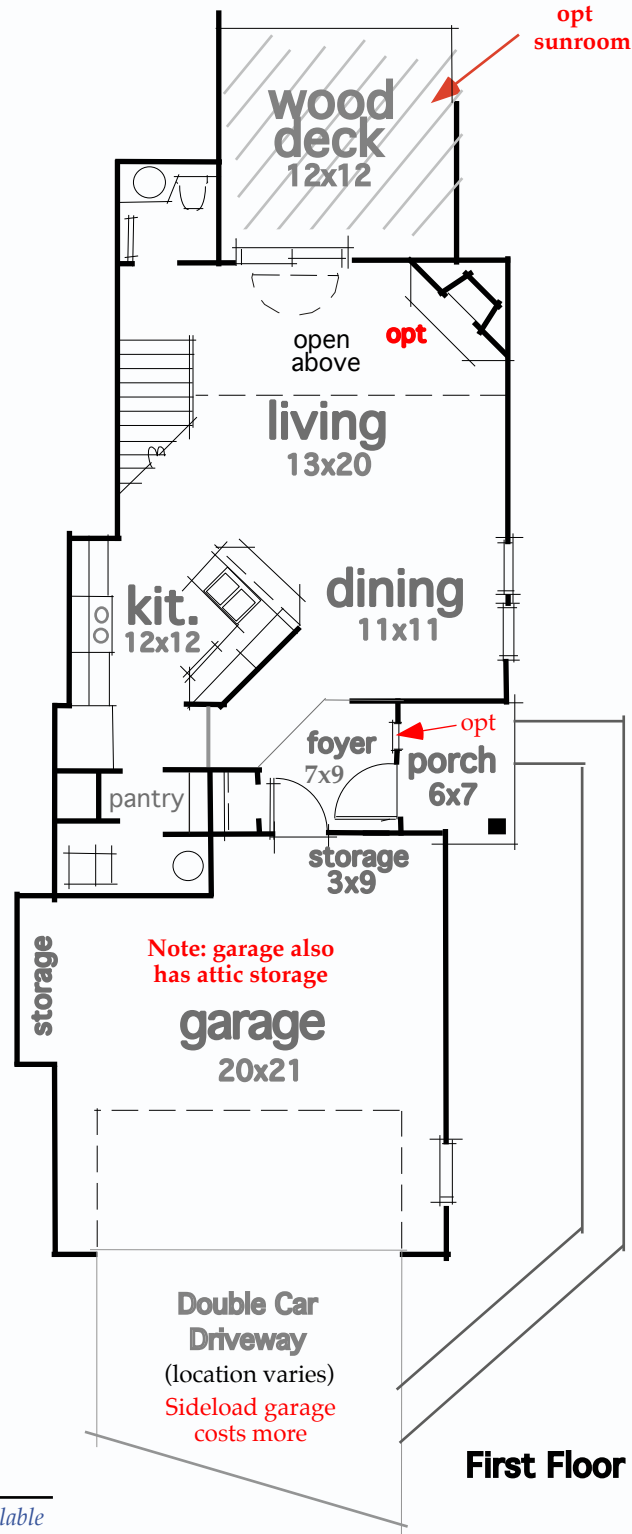 opt
sunroom
wood
deck
12x12
open
above
opt
living
13x20
dining
11x11
kit.
12x12
opt
foyer
7x9
porch
6x7
pantry
storage
3x9
Note: garage also
has attic storage
storage
garage
20x21
Double Car
Driveway
(location varies)
Sideload garage
costs more
First Floor